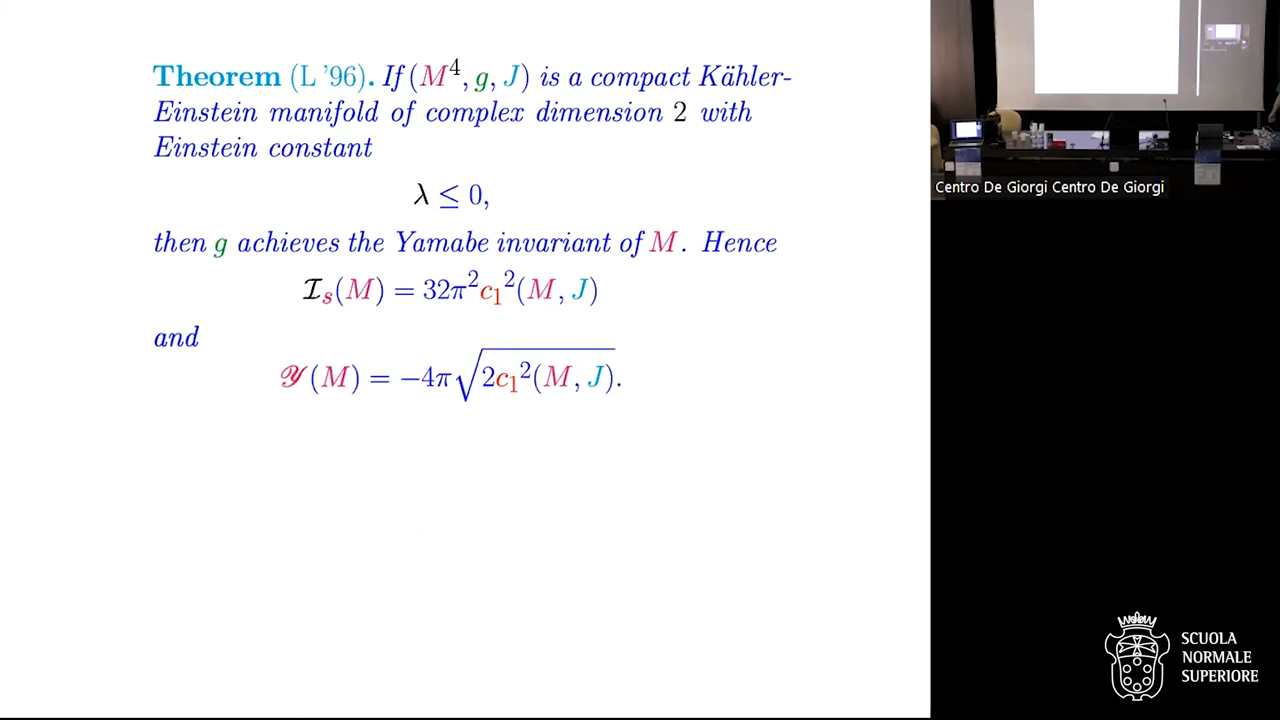 Theorem (L '96). If (M⁴, g, J) is a compact Kähler-
Einstein manifold of complex dimension 2 with
Einstein constant
λ ≤ 0,
then g achieves the Yamabe invariant of M. Hence
ℐₛ(M) = 32π²c₁²(M, J)
and
𝒴(M) = −4π√(2c₁²(M, J)).
Centro De Giorgi Centro De Giorgi
SCUOLA
NORMALE
SUPERIORE